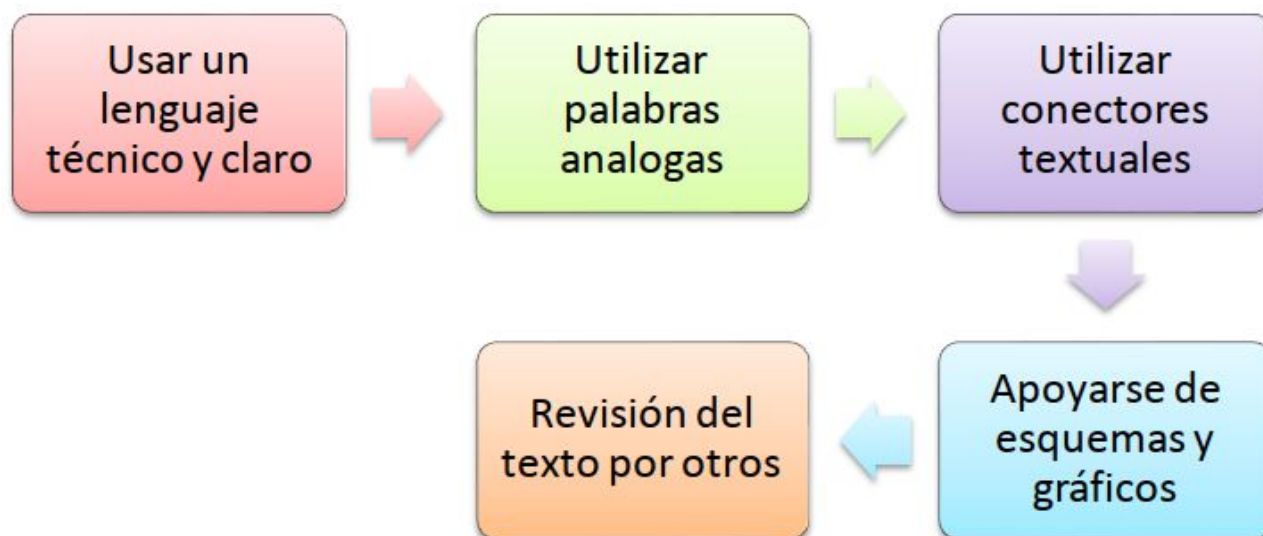 Usar un
lenguaje
técnico y claro
Utilizar
palabras
analogas
Utilizar
conectores
textuales
Apoyarse de
esquemas y
gráficos
Revisión del
texto por otros